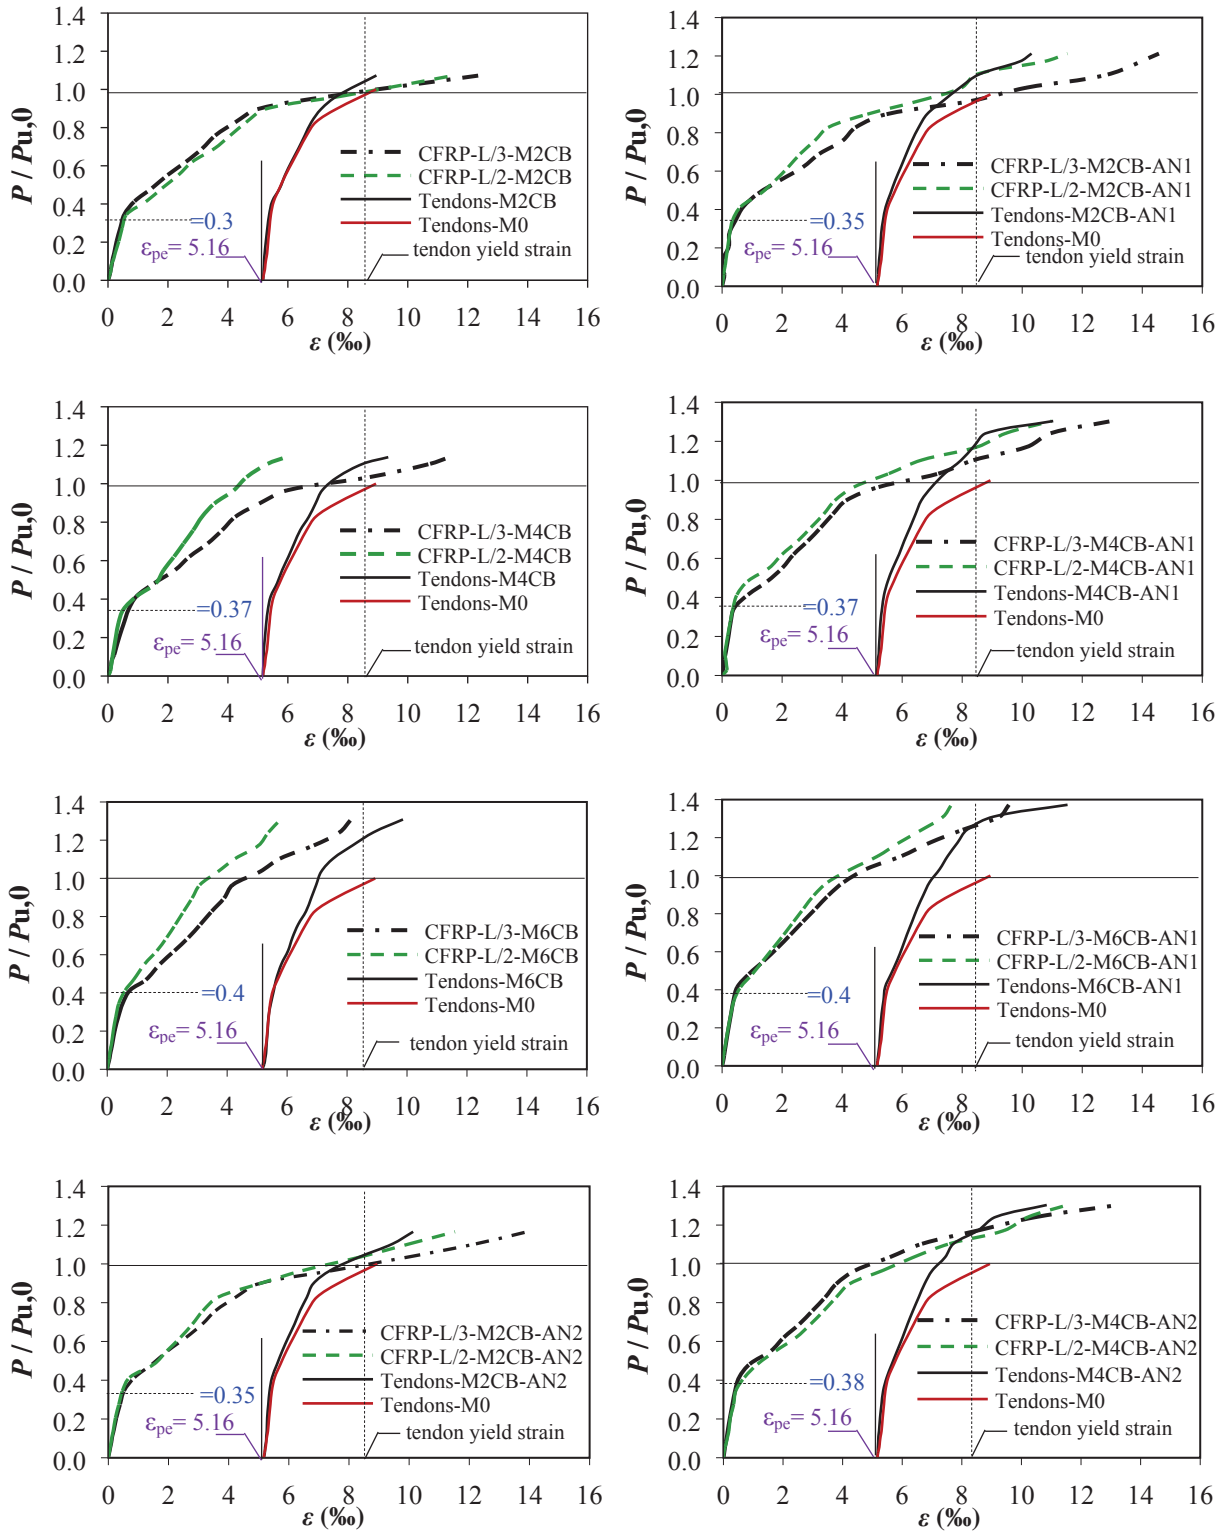 1.4
1.2
1.0
0.8
0.6
0.4
0.2
0.0
P / Pu,0
CFRP-L/3-M2CB
CFRP-L/2-M2CB
Tendons-M2CB
Tendons-M0
=0.3
εpe= 5.16
tendon yield strain
0 2 4 6 8 10 12 14 16
ε (‰)
1.4
1.2
1.0
0.8
0.6
0.4
0.2
0.0
P / Pu,0
CFRP-L/3-M2CB-AN1
CFRP-L/2-M2CB-AN1
Tendons-M2CB-AN1
Tendons-M0
=0.35
εpe= 5.16
tendon yield strain
0 2 4 6 8 10 12 14 16
ε (‰)
1.4
1.2
1.0
0.8
0.6
0.4
0.2
0.0
P / Pu,0
CFRP-L/3-M4CB
CFRP-L/2-M4CB
Tendons-M4CB
Tendons-M0
=0.37
εpe= 5.16
tendon yield strain
0 2 4 6 8 10 12 14 16
ε (‰)
1.4
1.2
1.0
0.8
0.6
0.4
0.2
0.0
P / Pu,0
CFRP-L/3-M4CB-AN1
CFRP-L/2-M4CB-AN1
Tendons-M4CB-AN1
Tendons-M0
=0.37
εpe= 5.16
tendon yield strain
0 2 4 6 8 10 12 14 16
ε (‰)
1.4
1.2
1.0
0.8
0.6
0.4
0.2
0.0
P / Pu,0
CFRP-L/3-M6CB
CFRP-L/2-M6CB
Tendons-M6CB
Tendons-M0
=0.4
εpe= 5.16
tendon yield strain
0 2 4 6 8 10 12 14 16
ε (‰)
1.4
1.2
1.0
0.8
0.6
0.4
0.2
0.0
P / Pu,0
CFRP-L/3-M6CB-AN1
CFRP-L/2-M6CB-AN1
Tendons-M6CB-AN1
Tendons-M0
=0.4
εpe= 5.16
tendon yield strain
0 2 4 6 8 10 12 14 16
ε (‰)
1.4
1.2
1.0
0.8
0.6
0.4
0.2
0.0
P / Pu,0
CFRP-L/3-M2CB-AN2
CFRP-L/2-M2CB-AN2
Tendons-M2CB-AN2
Tendons-M0
=0.35
εpe= 5.16
tendon yield strain
0 2 4 6 8 10 12 14 16
ε (‰)
1.4
1.2
1.0
0.8
0.6
0.4
0.2
0.0
P / Pu,0
CFRP-L/3-M4CB-AN2
CFRP-L/2-M4CB-AN2
Tendons-M4CB-AN2
Tendons-M0
=0.38
εpe= 5.16
tendon yield strain
0 2 4 6 8 10 12 14 16
ε (‰)